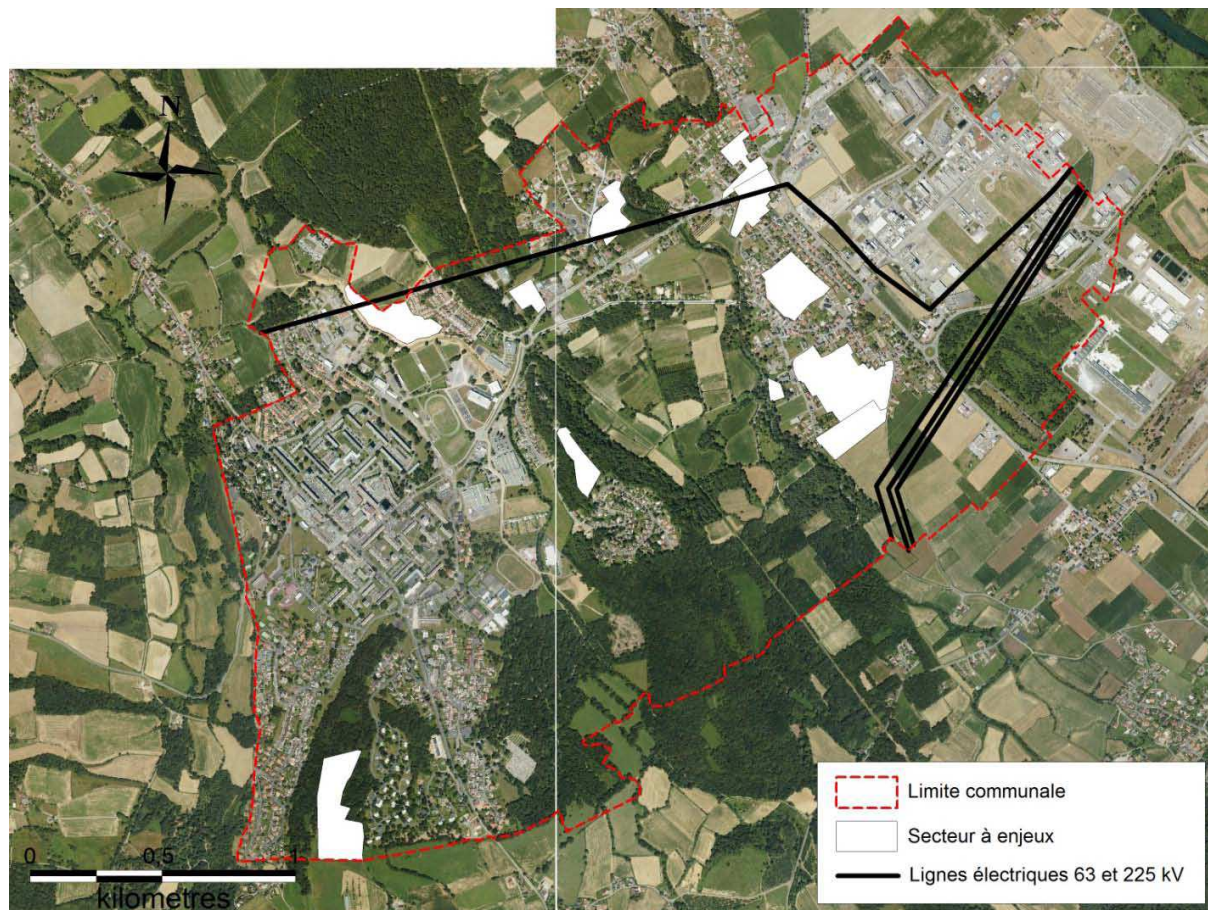 N
Limite communale
Secteur à enjeux
Lignes électriques 63 et 225 kV
0 0,5 1
kilometres